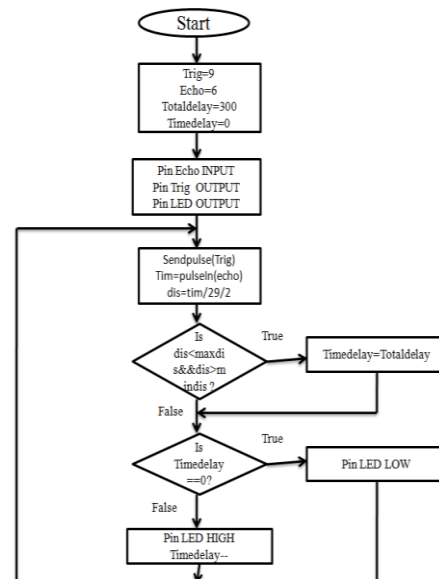 Start
Trig=9
Echo=6
Totaldelay=300
Timedelay=0
Pin Echo INPUT
Pin Trig OUTPUT
Pin LED OUTPUT
Sendpulse(Trig)
Tim=pulseIn(echo)
dis=tim/29/2
Is
dis<maxdi
s&&dis>m
indis ?
True
Timedelay=Totaldelay
False
Is
Timedelay
==0?
True
Pin LED LOW
False
Pin LED HIGH
Timedelay--